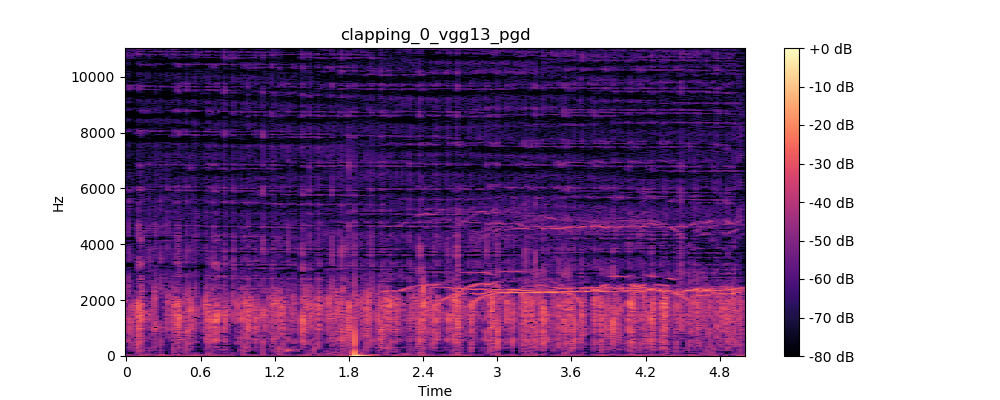 clapping_0_vgg13_pgd
Hz
10000
8000
6000
4000
2000
0
0 0.6 1.2 1.8 2.4 3 3.6 4.2 4.8
Time
+0 dB
-10 dB
-20 dB
-30 dB
-40 dB
-50 dB
-60 dB
-70 dB
-80 dB